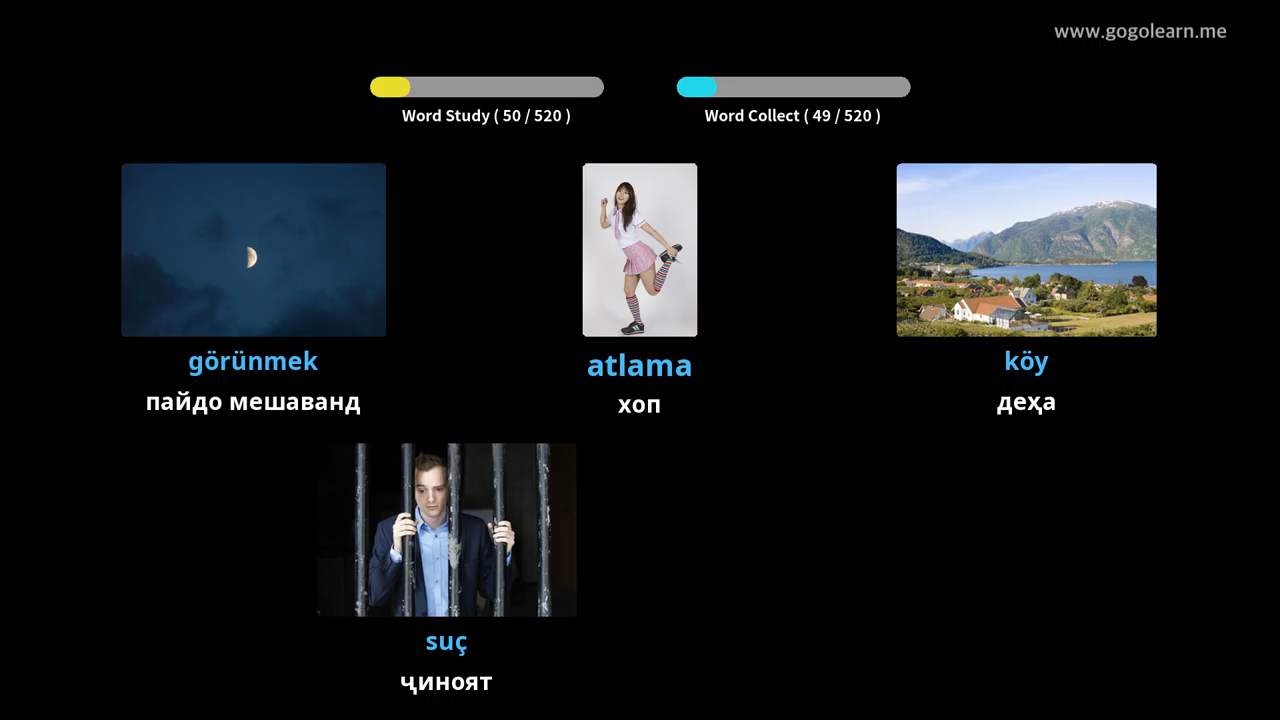 www.gogolearn.me
Word Study ( 50 / 520 )
Word Collect ( 49 / 520 )
görünmek
atlama
köy
пайдо мешаванд
хоп
деҳа
suç
ҷиноят